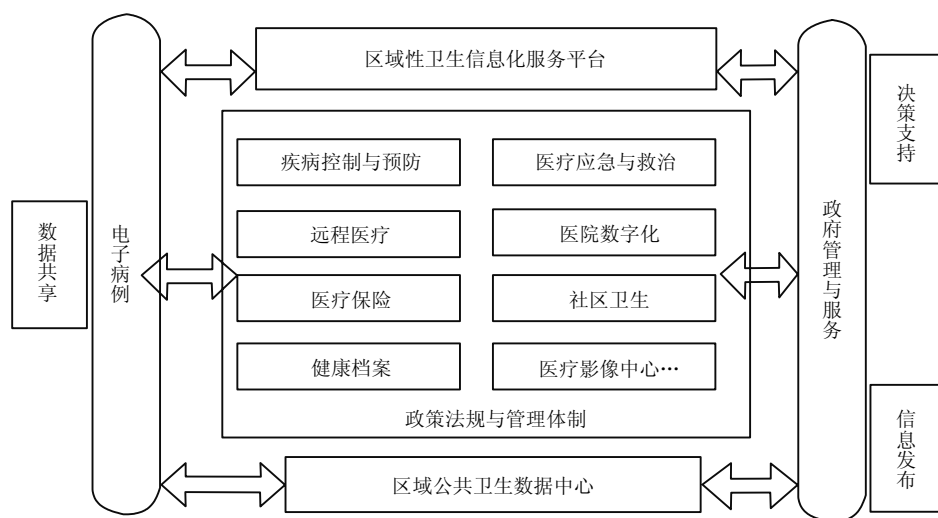 区域性卫生信息化服务平台
决策支持
疾病控制与预防
医疗应急与救治
数据共享
电子病例
远程医疗
医院数字化
政府管理与服务
医疗保险
社区卫生
健康档案
医疗影像中心…
政策法规与管理体制
信息发布
区域公共卫生数据中心